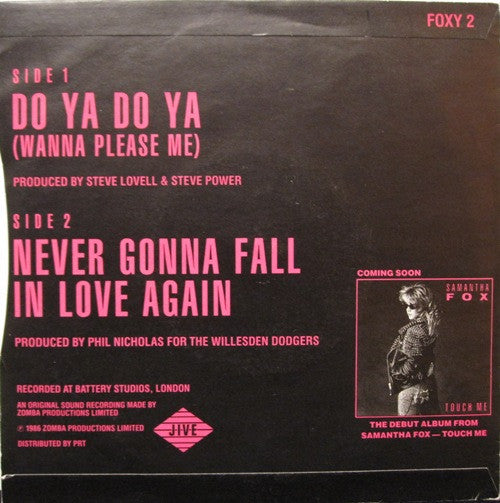 FOXY 2
SIDE 1
DO YA DO YA
(WANNA PLEASE ME)
PRODUCED BY STEVE LOVELL & STEVE POWER
SIDE 2
NEVER GONNA FALL
IN LOVE AGAIN
PRODUCED BY PHIL NICHOLAS FOR THE WILLESDEN DODGERS
COMING SOON
SAMANTHA
FOX
TOUCH ME
THE DEBUT ALBUM FROM
SAMANTHA FOX — TOUCH ME
RECORDED AT BATTERY STUDIOS, LONDON
AN ORIGINAL SOUND RECORDING MADE BY
ZOMBA PRODUCTIONS LIMITED
℗ 1986 ZOMBA PRODUCTIONS LIMITED
DISTRIBUTED BY PRT
JIVE